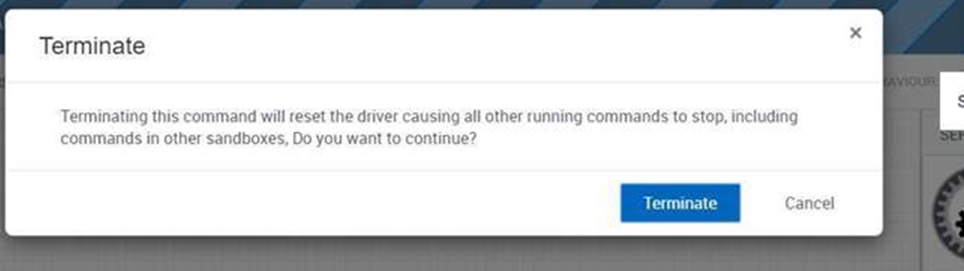 Terminate
×
AVIOUR
Terminating this command will reset the driver causing all other running commands to stop, including
commands in other sandboxes, Do you want to continue?
Terminate
Cancel